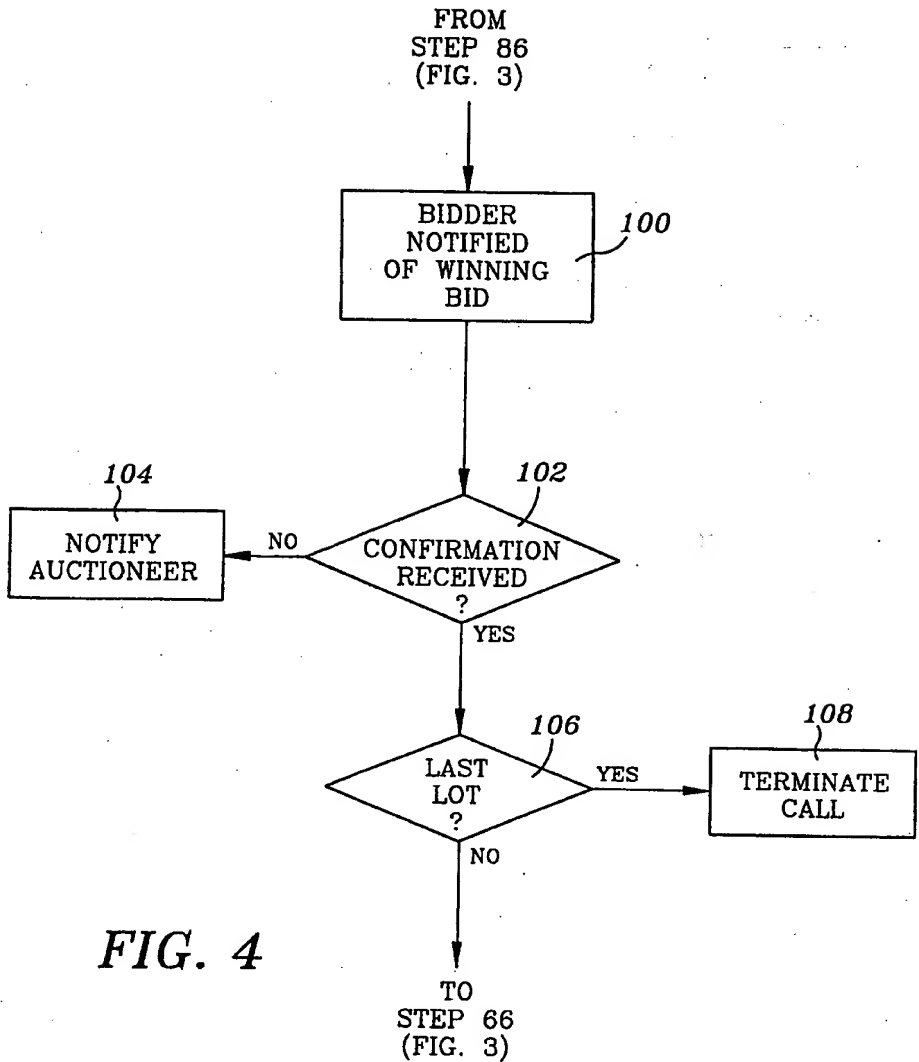 FROM
STEP 86
(FIG. 3)
BIDDER
NOTIFIED
OF WINNING
BID
100
102
CONFIRMATION
RECEIVED
?
NO
104
NOTIFY
AUCTIONEER
YES
106
LAST
LOT
?
YES
108
TERMINATE
CALL
NO
TO
STEP 66
(FIG. 3)
FIG. 4